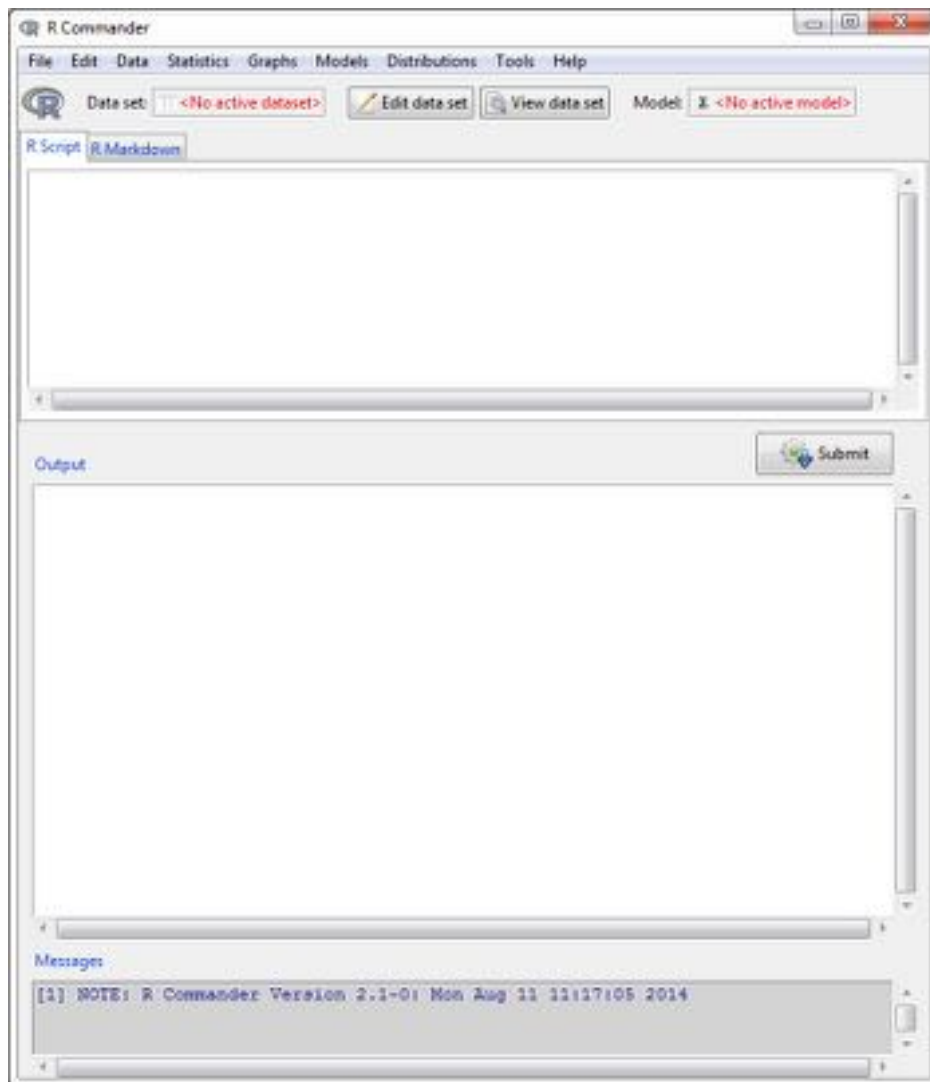 R Commander
File Edit Data Statistics Graphs Models Distributions Tools Help
R Data set: <No active dataset> Edit data set View data set Model: Σ <No active model>
R Script R Markdown
Output Submit
Messages
[1] NOTE: R Commander Version 2.1-0: Mon Aug 11 11:17:05 2014